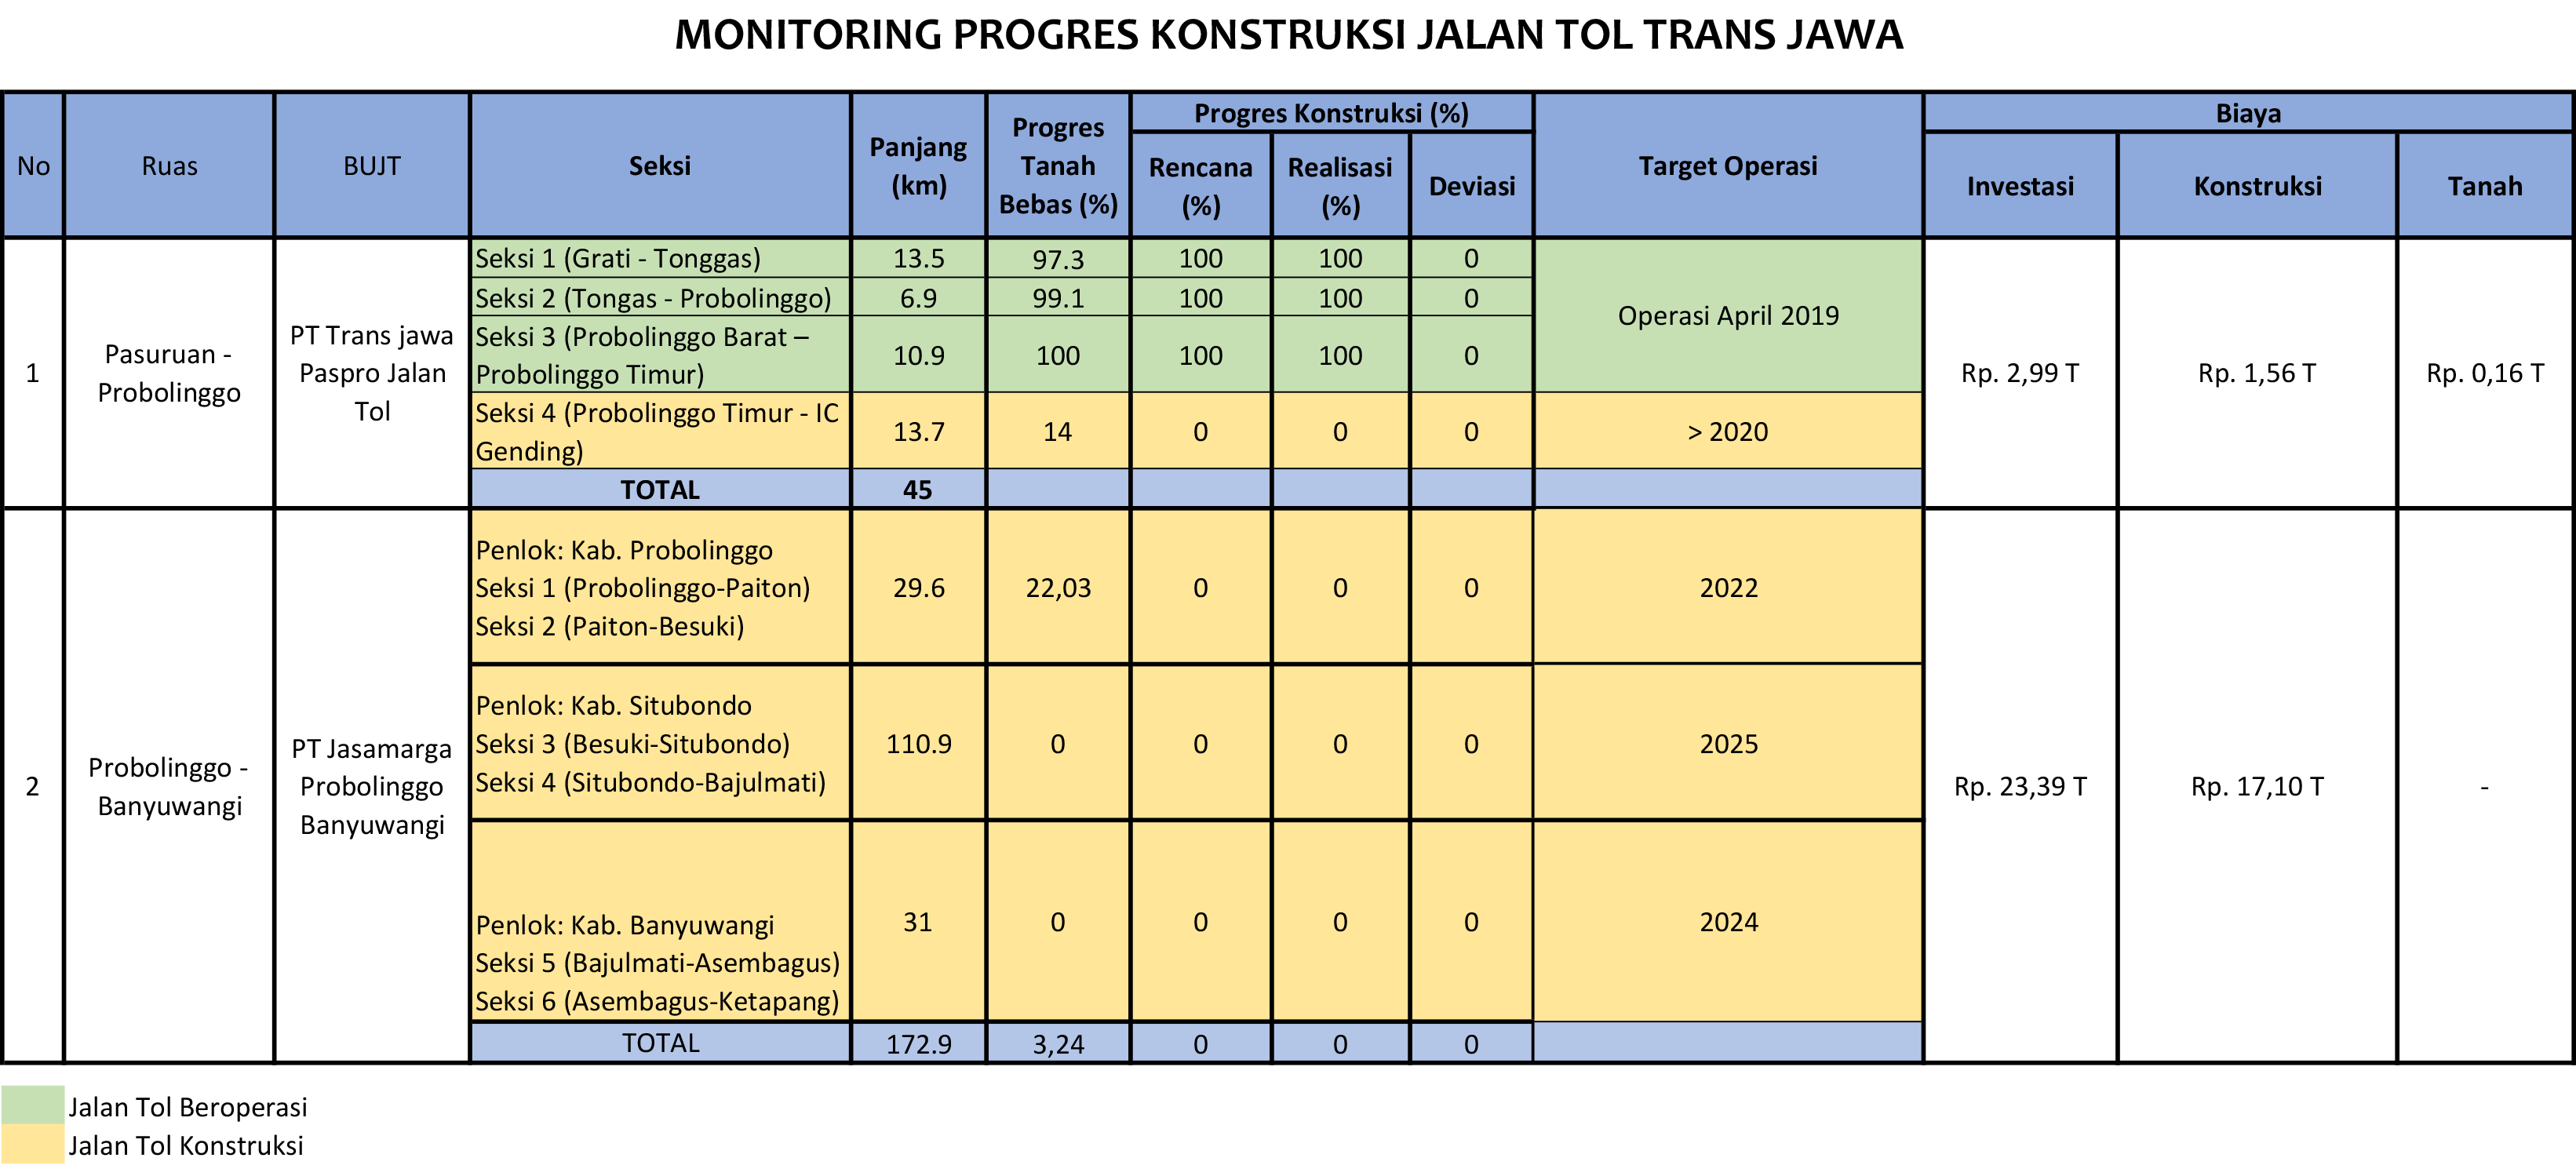 MONITORING PROGRES KONSTRUKSI JALAN TOL TRANS JAWA
No
Ruas
BUJT
Seksi
Panjang
(km)
Progres
Tanah
Bebas (%)
Progres Konstruksi (%)
Rencana
(%)
Realisasi
(%)
Deviasi
Target Operasi
Biaya
Investasi
Konstruksi
Tanah
1
Pasuruan -
Probolinggo
PT Trans jawa
Paspro Jalan
Tol
Seksi 1 (Grati - Tonggas)
13.5
97.3
100
100
0
Operasi April 2019
Seksi 2 (Tongas - Probolinggo)
6.9
99.1
100
100
0
Seksi 3 (Probolinggo Barat –
Probolinggo Timur)
10.9
100
100
100
0
Seksi 4 (Probolinggo Timur - IC
Gending)
13.7
14
0
0
0
> 2020
TOTAL
45
Rp. 2,99 T
Rp. 1,56 T
Rp. 0,16 T
2
Probolinggo -
Banyuwangi
PT Jasamarga
Probolinggo
Banyuwangi
Penlok: Kab. Probolinggo
Seksi 1 (Probolinggo-Paiton)
Seksi 2 (Paiton-Besuki)
29.6
22,03
0
0
0
2022
Penlok: Kab. Situbondo
Seksi 3 (Besuki-Situbondo)
Seksi 4 (Situbondo-Bajulmati)
110.9
0
0
0
0
2025
Penlok: Kab. Banyuwangi
Seksi 5 (Bajulmati-Asembagus)
Seksi 6 (Asembagus-Ketapang)
31
0
0
0
0
2024
TOTAL
172.9
3,24
0
0
0
Rp. 23,39 T
Rp. 17,10 T
-
Jalan Tol Beroperasi
Jalan Tol Konstruksi